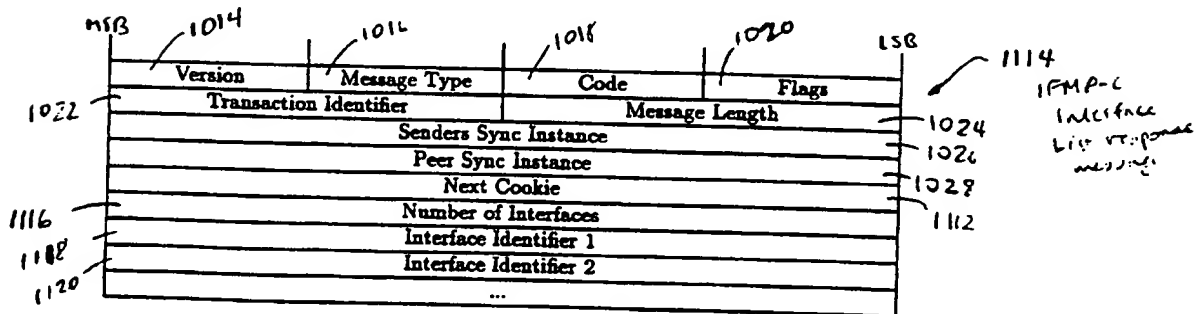 MSB 1014 1016 1018 1020 LSB
Version Message Type Code Flags 1114
1022 Transaction Identifier Message Length 1024 IFMP-C
Senders Sync Instance 1026 Interface
Peer Sync Instance 1028 List response
Next Cookie 1112 message
1116 Number of Interfaces
1118 Interface Identifier 1
1120 Interface Identifier 2
...